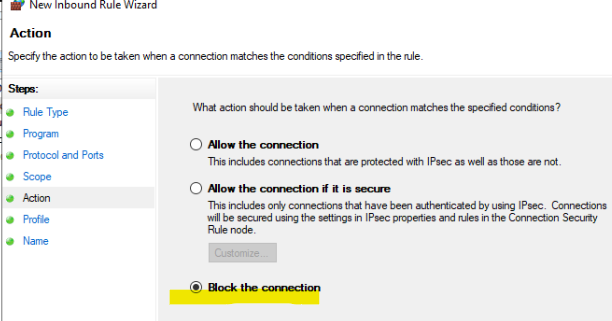 New Inbound Rule Wizard
Action
Specify the action to be taken when a connection matches the conditions specified in the rule.
Steps:
Rule Type
Program
Protocol and Ports
Scope
Action
Profile
Name
What action should be taken when a connection matches the specified conditions?
Allow the connection
This includes connections that are protected with IPsec as well as those are not.
Allow the connection if it is secure
This includes only connections that have been authenticated by using IPsec. Connections
will be secured using the settings in IPsec properties and rules in the Connection Security
Rule node.
Customize...
Block the connection